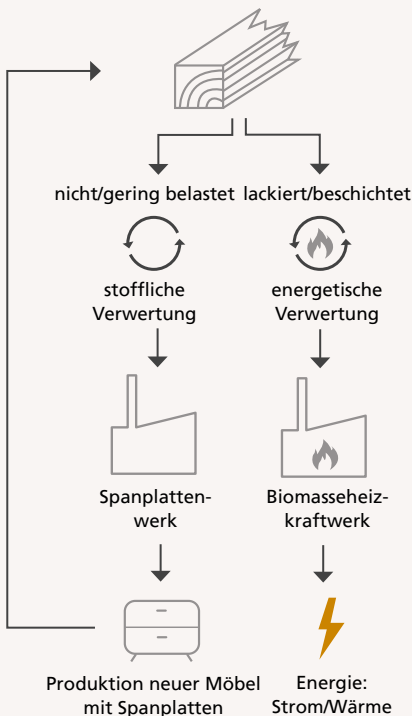 nicht/gering belastet
lackiert/beschichtet
stoffliche
Verwertung
energetische
Verwertung
Spanplatten-
werk
Biomasseheiz-
kraftwerk
Produktion neuer Möbel
mit Spanplatten
Energie:
Strom/Wärme